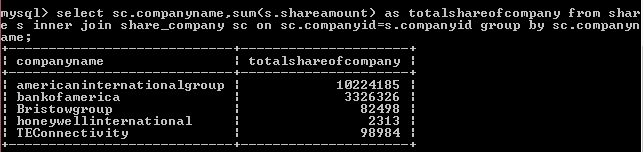 mysql> select sc.companyname,sum(s.shareamount) as totalshareofcompany from shar
e s inner join share_company sc on sc.companyid=s.companyid group by sc.companyn
ame;
+-----------------------------+---------------------+
| companyname                 | totalshareofcompany |
+-----------------------------+---------------------+
| americaninternationalgroup  |            10224185 |
| bankofamerica               |             3326326 |
| Bristowgroup                |               82498 |
| honeywellinternational      |                2313 |
| TEConnectivity              |               98984 |
+-----------------------------+---------------------+